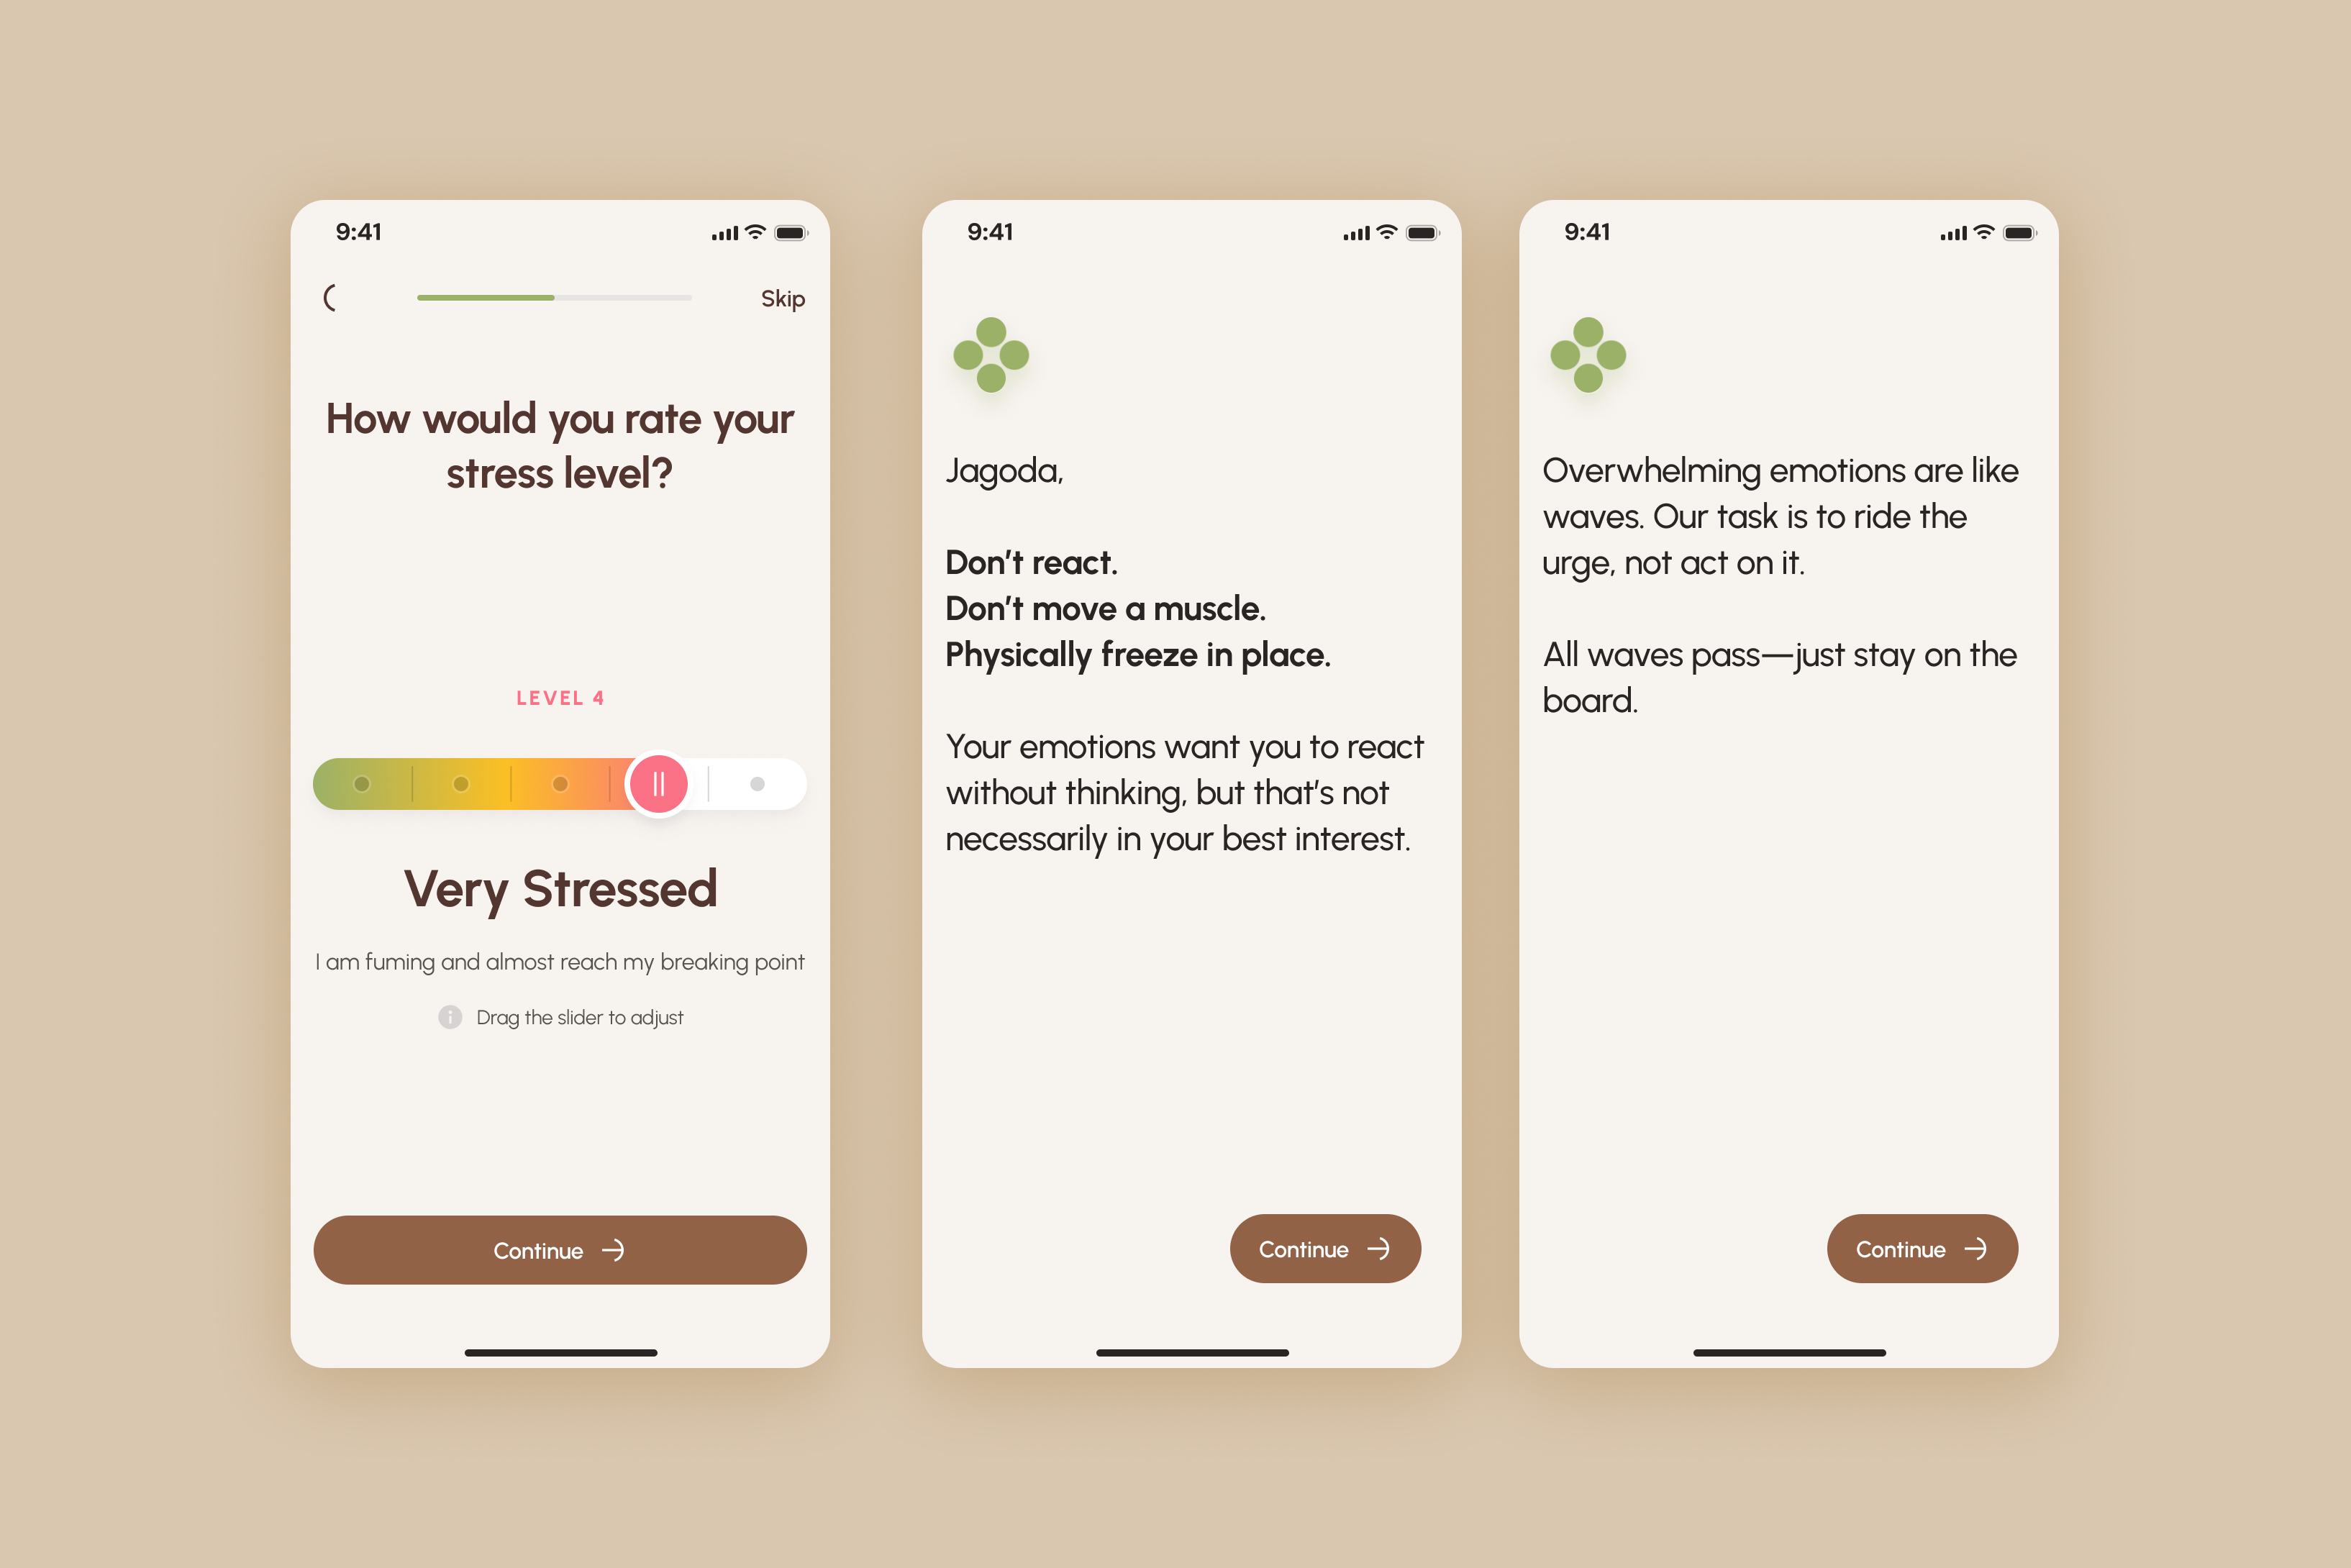 9:41
Skip
How would you rate your
stress level?
LEVEL 4
Very Stressed
I am fuming and almost reach my breaking point
Drag the slider to adjust
Continue
9:41
Jagoda,
Don’t react.
Don’t move a muscle.
Physically freeze in place.
Your emotions want you to react
without thinking, but that’s not
necessarily in your best interest.
Continue
9:41
Overwhelming emotions are like
waves. Our task is to ride the
urge, not act on it.
All waves pass—just stay on the
board.
Continue